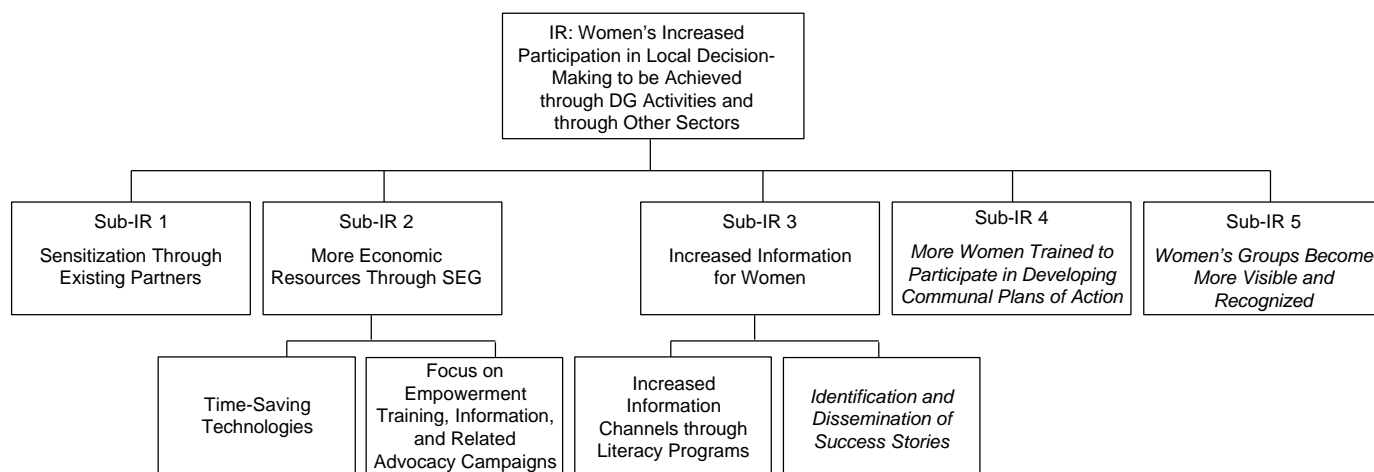 IR: Women’s Increased
Participation in Local Decision-
Making to be Achieved
through DG Activities and
through Other Sectors
Sub-IR 1
Sensitization Through
Existing Partners
Sub-IR 2
More Economic
Resources Through SEG
Sub-IR 3
Increased Information
for Women
Sub-IR 4
More Women Trained to
Participate in Developing
Communal Plans of Action
Sub-IR 5
Women’s Groups Become
More Visible and
Recognized
Time-Saving
Technologies
Focus on
Empowerment
Training, Information,
and Related
Advocacy Campaigns
Increased
Information
Channels through
Literacy Programs
Identification and
Dissemination of
Success Stories